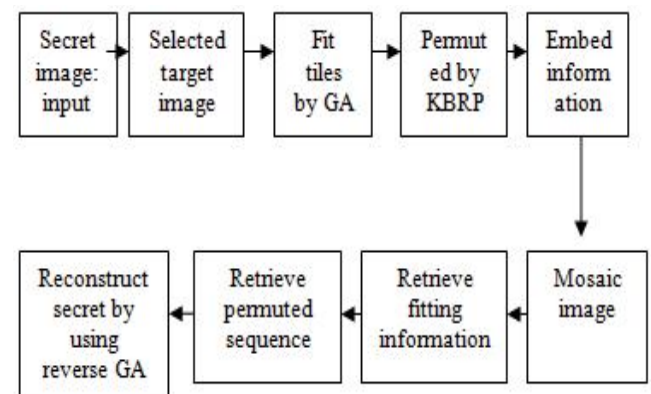 Secret
image:
input
Selected
target
image
Fit
tiles
by GA
Permut
ed by
KBRP
Embed
inform
ation
Reconstruct
secret by
using
reverse GA
Retrieve
permuted
sequence
Retrieve
fitting
information
Mosaic
image